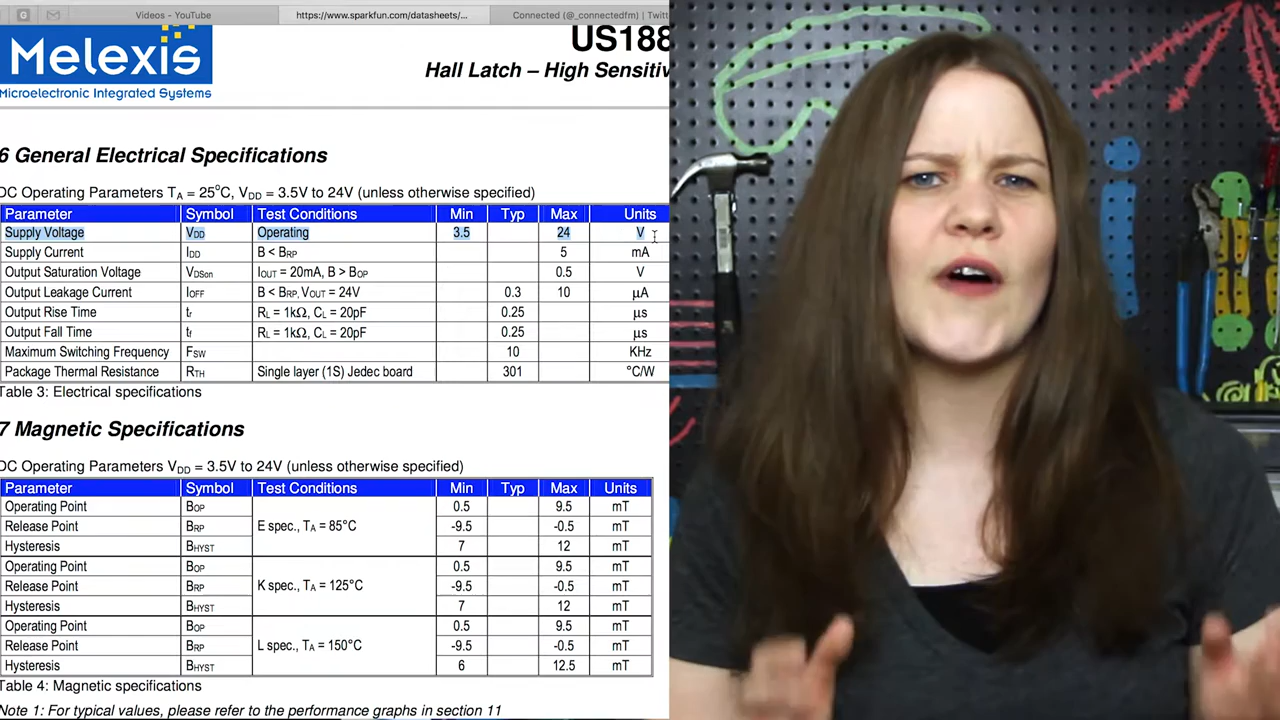 G
Videos - YouTube
https://www.sparkfun.com/datasheets/...
Connected (@_connectedfm) | Twitt
Melexis
Microelectronic Integrated Systems
US188
Hall Latch – High Sensitiv
6 General Electrical Specifications
DC Operating Parameters TA = 25°C, VDD = 3.5V to 24V (unless otherwise specified)
Parameter Symbol Test Conditions Min Typ Max Units
Supply Voltage VDD Operating 3.5 24 V
Supply Current IDD B < BRP 5 mA
Output Saturation Voltage VDSon IOUT = 20mA, B > BOP 0.5 V
Output Leakage Current IOFF B < BRP, VOUT = 24V 0.3 10 µA
Output Rise Time tr RL = 1kΩ, CL = 20pF 0.25 µs
Output Fall Time tf RL = 1kΩ, CL = 20pF 0.25 µs
Maximum Switching Frequency FSW 10 KHz
Package Thermal Resistance RTH Single layer (1S) Jedec board 301 °C/W
Table 3: Electrical specifications
7 Magnetic Specifications
DC Operating Parameters VDD = 3.5V to 24V (unless otherwise specified)
Parameter Symbol Test Conditions Min Typ Max Units
Operating Point BOP 0.5 9.5 mT
Release Point BRP E spec., TA = 85°C -9.5 -0.5 mT
Hysteresis BHYST 7 12 mT
Operating Point BOP 0.5 9.5 mT
Release Point BRP K spec., TA = 125°C -9.5 -0.5 mT
Hysteresis BHYST 7 12 mT
Operating Point BOP 0.5 9.5 mT
Release Point BRP L spec., TA = 150°C -9.5 -0.5 mT
Hysteresis BHYST 6 12.5 mT
Table 4: Magnetic specifications
Note 1: For typical values, please refer to the performance graphs in section 11